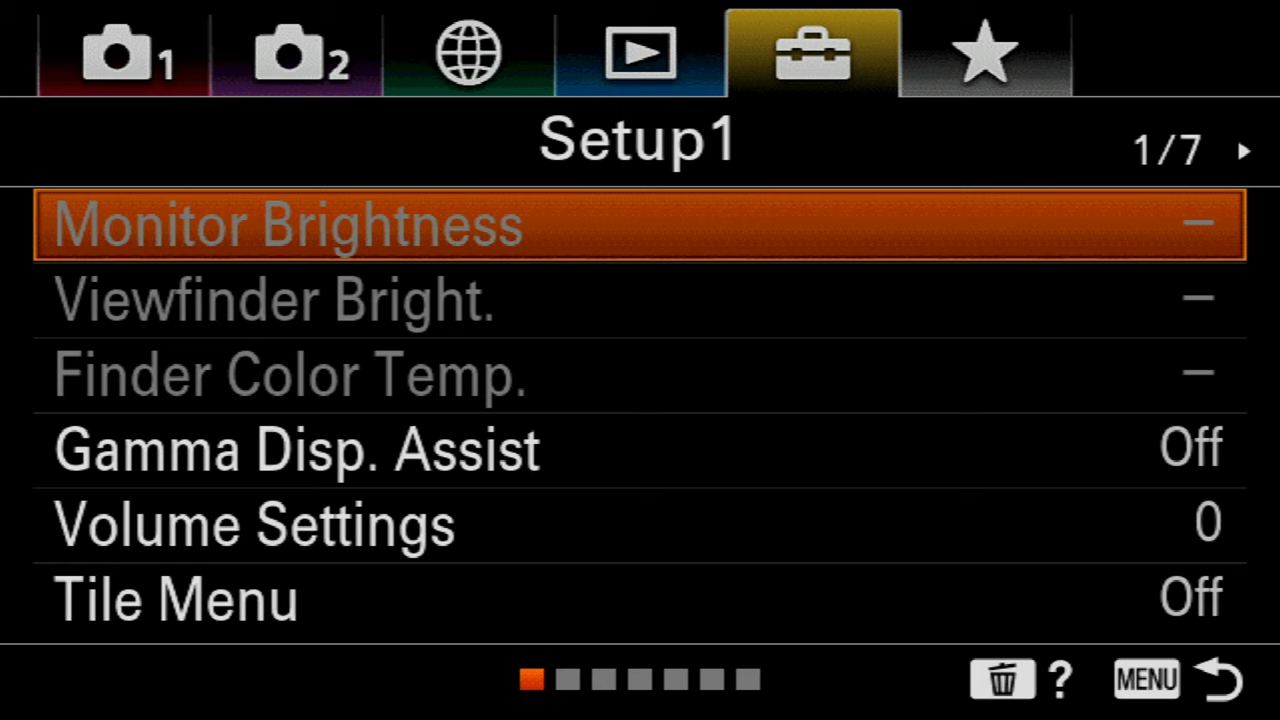 1 2
Setup1
1/7
Monitor Brightness –
Viewfinder Bright. –
Finder Color Temp. –
Gamma Disp. Assist Off
Volume Settings 0
Tile Menu Off
? MENU